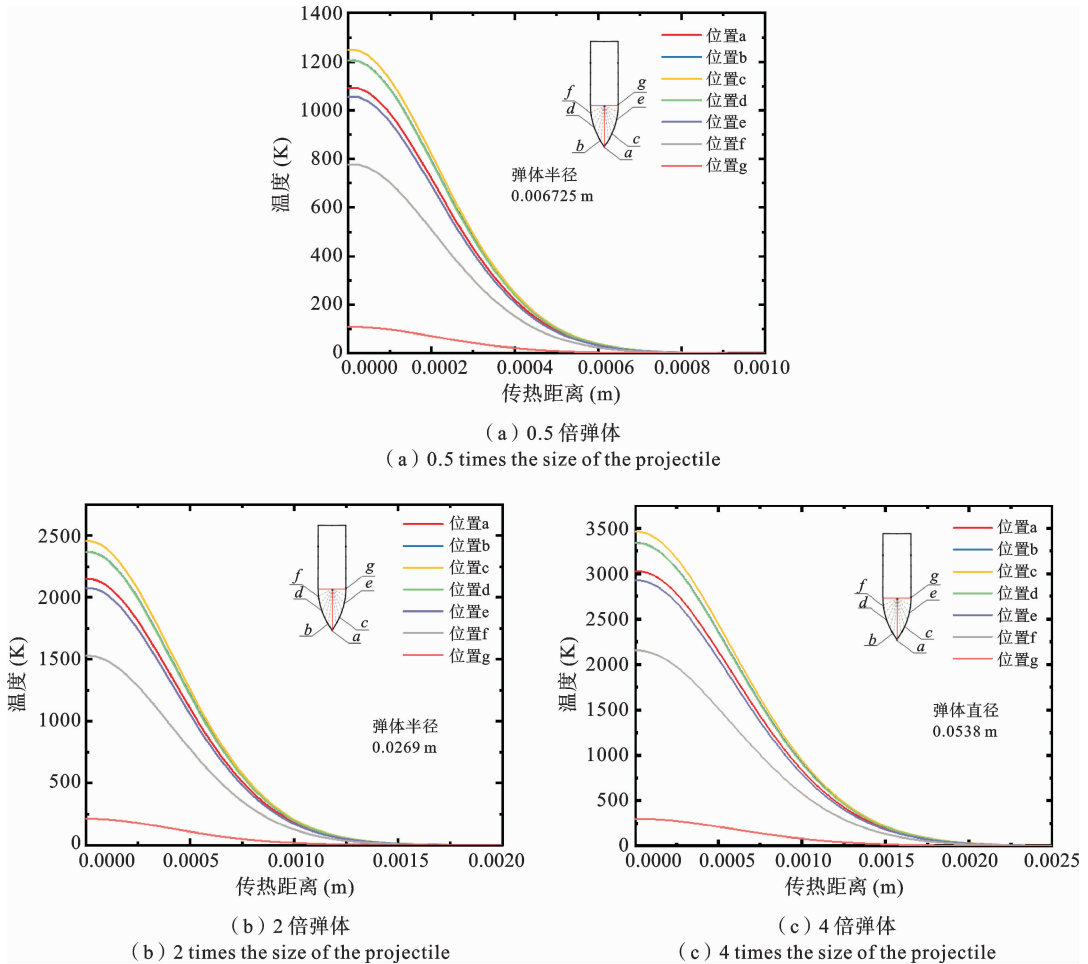 1400
1200
1000
800
600
400
200
0
温度 (K)
0.0000 0.0002 0.0004 0.0006 0.0008 0.0010
传热距离 (m)
位置a
位置b
位置c
位置d
位置e
位置f
位置g
f
d
b
g
e
c
a
弹体半径
0.006725 m
(a) 0.5 倍弹体
(a) 0.5 times the size of the projectile
2500
2000
1500
1000
500
0
温度 (K)
0.0000 0.0005 0.0010 0.0015 0.0020
传热距离 (m)
位置a
位置b
位置c
位置d
位置e
位置f
位置g
f
d
b
g
e
c
a
弹体半径
0.0269 m
(b) 2 倍弹体
(b) 2 times the size of the projectile
3500
3000
2500
2000
1500
1000
500
0
温度 (K)
0.0000 0.0005 0.0010 0.0015 0.0020 0.0025
传热距离 (m)
位置a
位置b
位置c
位置d
位置e
位置f
位置g
f
d
b
g
e
c
a
弹体直径
0.0538 m
(c) 4 倍弹体
(c) 4 times the size of the projectile